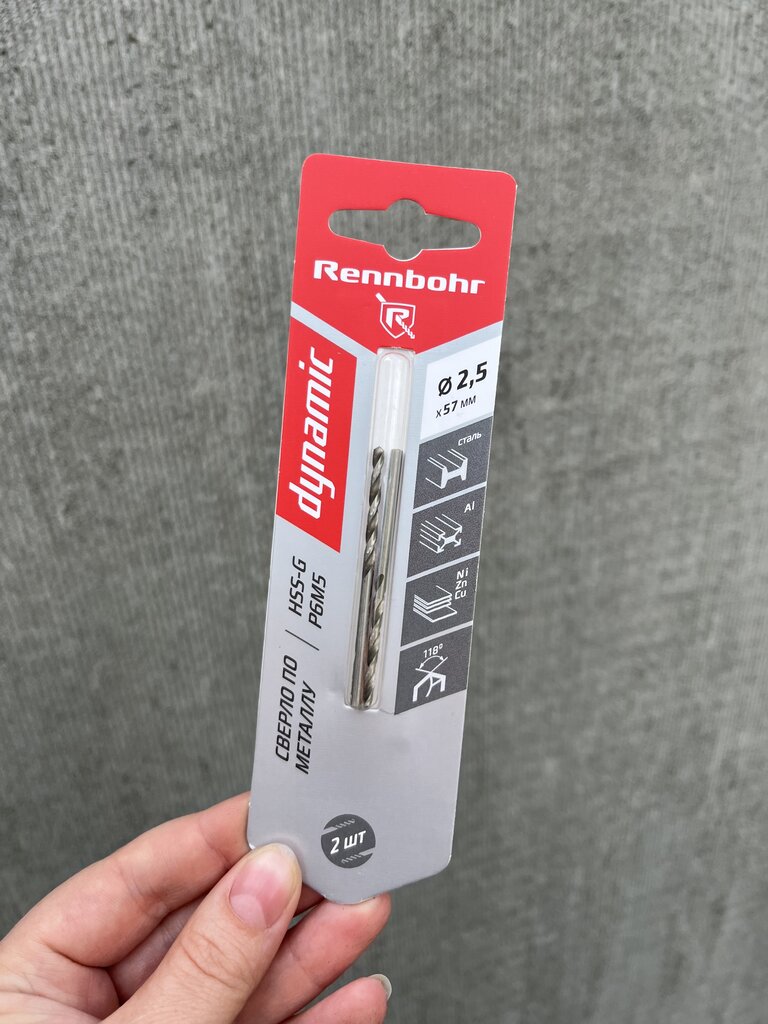 Rennbohr
R
dynamic
Ø 2,5
x 57 мм
сталь
Al
Ni
Zn
Cu
118°
HSS-G
Р6М5
СВЕРЛО ПО
МЕТАЛЛУ
2 шт